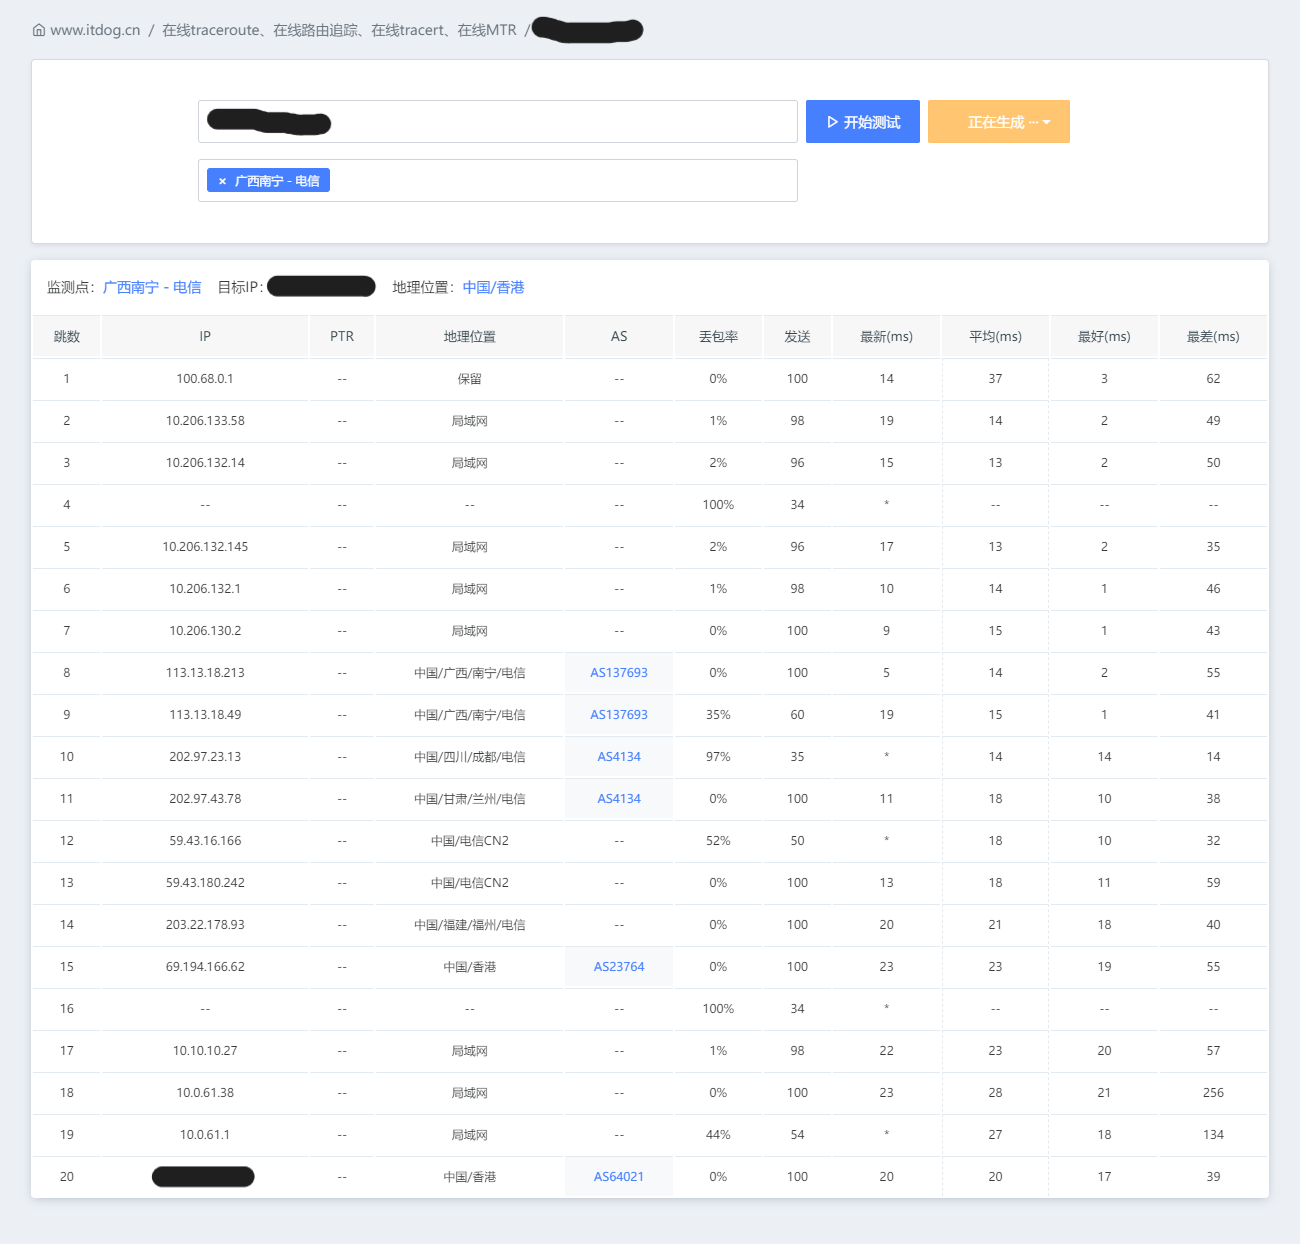 www.itdog.cn / 在线traceroute、在线路由追踪、在线tracert、在线MTR /
开始测试 正在生成 ...
× 广西南宁 - 电信
监测点: 广西南宁 - 电信 目标IP: 地理位置: 中国/香港
跳数 IP PTR 地理位置 AS 丢包率 发送 最新(ms) 平均(ms) 最好(ms) 最差(ms)
1 100.68.0.1 -- 保留 -- 0% 100 14 37 3 62
2 10.206.133.58 -- 局域网 -- 1% 98 19 14 2 49
3 10.206.132.14 -- 局域网 -- 2% 96 15 13 2 50
4 -- -- -- -- 100% 34 * -- -- --
5 10.206.132.145 -- 局域网 -- 2% 96 17 13 2 35
6 10.206.132.1 -- 局域网 -- 1% 98 10 14 1 46
7 10.206.130.2 -- 局域网 -- 0% 100 9 15 1 43
8 113.13.18.213 -- 中国/广西/南宁/电信 AS137693 0% 100 5 14 2 55
9 113.13.18.49 -- 中国/广西/南宁/电信 AS137693 35% 60 19 15 1 41
10 202.97.23.13 -- 中国/四川/成都/电信 AS4134 97% 35 * 14 14 14
11 202.97.43.78 -- 中国/甘肃/兰州/电信 AS4134 0% 100 11 18 10 38
12 59.43.16.166 -- 中国/电信CN2 -- 52% 50 * 18 10 32
13 59.43.180.242 -- 中国/电信CN2 -- 0% 100 13 18 11 59
14 203.22.178.93 -- 中国/福建/福州/电信 -- 0% 100 20 21 18 40
15 69.194.166.62 -- 中国/香港 AS23764 0% 100 23 23 19 55
16 -- -- -- -- 100% 34 * -- -- --
17 10.10.10.27 -- 局域网 -- 1% 98 22 23 20 57
18 10.0.61.38 -- 局域网 -- 0% 100 23 28 21 256
19 10.0.61.1 -- 局域网 -- 44% 54 * 27 18 134
20 -- 中国/香港 AS64021 0% 100 20 20 17 39